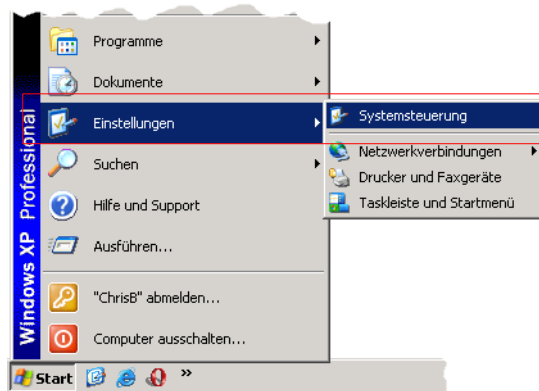 Programme
Dokumente
Einstellungen
Suchen
Hilfe und Support
Ausführen...
"ChrisB" abmelden...
Computer ausschalten...
Windows XP Professional
Systemsteuerung
Netzwerkverbindungen
Drucker und Faxgeräte
Taskleiste und Startmenü
Start
»